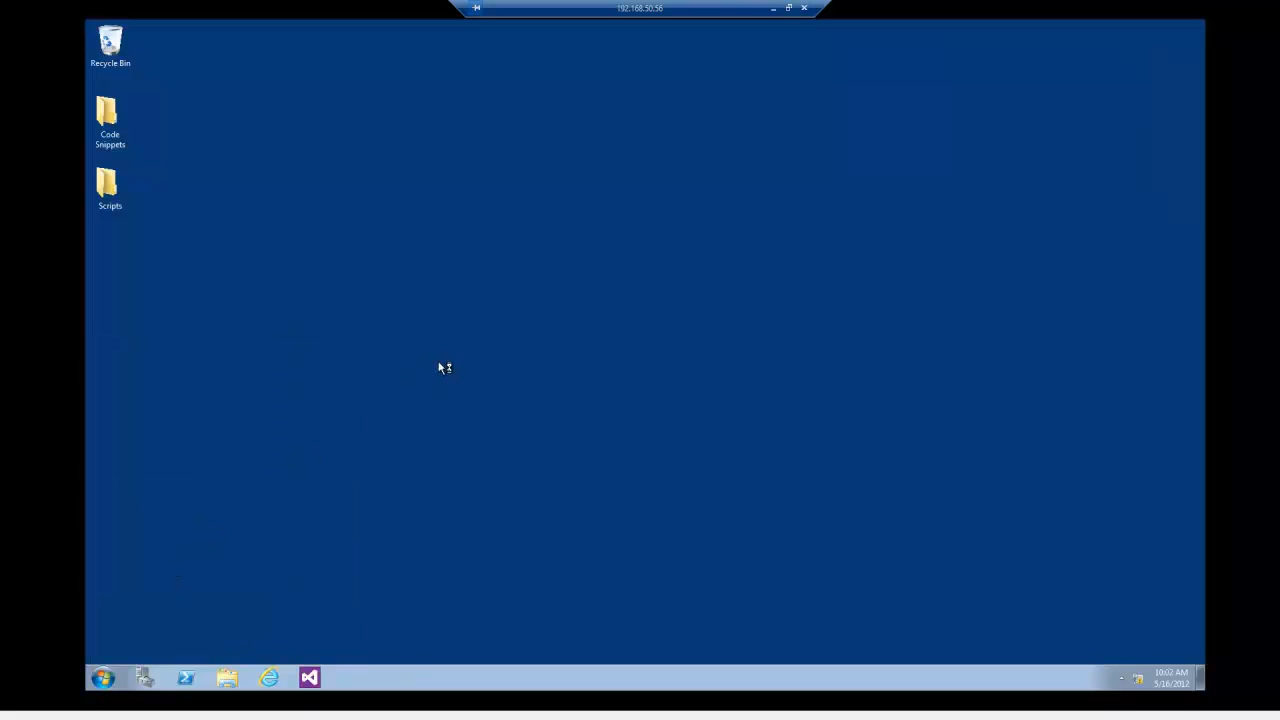 192.168.50.56
Recycle Bin
Code
Snippets
Scripts
10:02 AM
5/16/2012